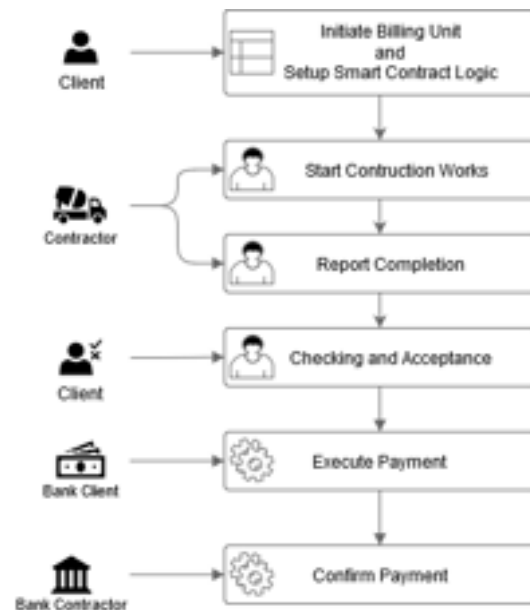 Initiate Billing Unit
and
Setup Smart Contract Logic
Client
Start Contruction Works
Contractor
Report Completion
Checking and Acceptance
Client
Execute Payment
Bank Client
Confirm Payment
Bank Contractor